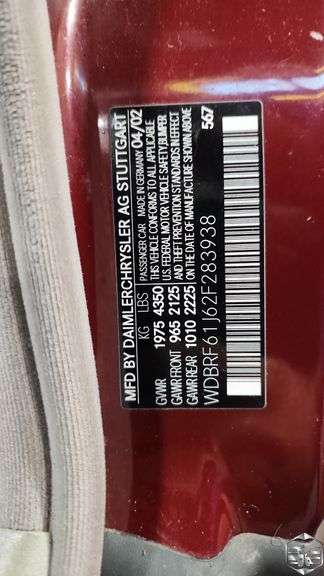 MFD BY DAIMLERCHRYSLER AG STUTTGART
PASSENGER CAR MADE IN GERMANY 04/02
KG LBS THIS VEHICLE CONFORMS TO ALL APPLICABLE
GVWR 1975 4350 U.S. FEDERAL MOTOR VEHICLE SAFETY, BUMPER
GAWR FRONT 965 2125 AND THEFT PREVENTION STANDARDS IN EFFECT
GAWR REAR 1010 2225 ON THE DATE OF MANUFACTURE SHOWN ABOVE.
WDBRF61J62F283938 567